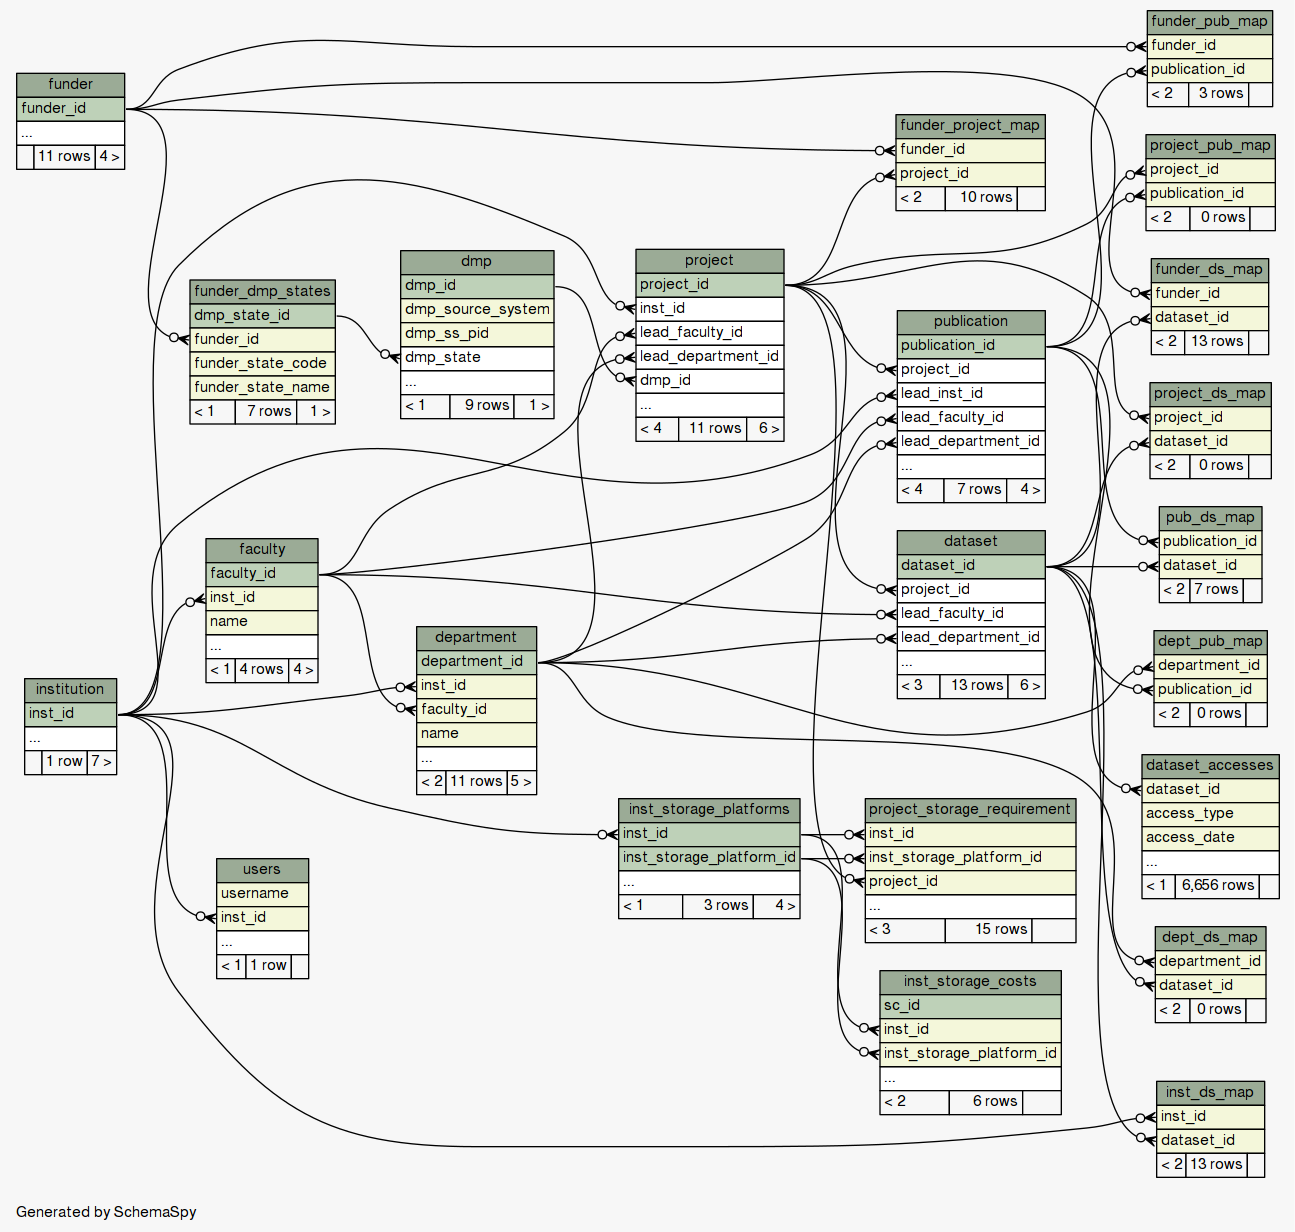 funder
funder_id
...
11 rows 4 >
funder_dmp_states
dmp_state_id
funder_id
funder_state_code
funder_state_name
< 1 7 rows 1 >
dmp
dmp_id
dmp_source_system
dmp_ss_pid
dmp_state
...
< 1 9 rows 1 >
project
project_id
inst_id
lead_faculty_id
lead_department_id
dmp_id
...
< 4 11 rows 6 >
funder_project_map
funder_id
project_id
< 2 10 rows
publication
publication_id
project_id
lead_inst_id
lead_faculty_id
lead_department_id
...
< 4 7 rows 4 >
dataset
dataset_id
project_id
lead_faculty_id
lead_department_id
...
< 3 13 rows 6 >
funder_pub_map
funder_id
publication_id
< 2 3 rows
project_pub_map
project_id
publication_id
< 2 0 rows
funder_ds_map
funder_id
dataset_id
< 2 13 rows
project_ds_map
project_id
dataset_id
< 2 0 rows
pub_ds_map
publication_id
dataset_id
< 2 7 rows
dept_pub_map
department_id
publication_id
< 2 0 rows
dataset_accesses
dataset_id
access_type
access_date
...
< 1 6,656 rows
dept_ds_map
department_id
dataset_id
< 2 0 rows
inst_ds_map
inst_id
dataset_id
< 2 13 rows
faculty
faculty_id
inst_id
name
...
< 1 4 rows 4 >
department
department_id
inst_id
faculty_id
name
...
< 2 11 rows 5 >
institution
inst_id
...
1 row 7 >
users
username
inst_id
...
< 1 1 row
inst_storage_platforms
inst_id
inst_storage_platform_id
...
< 1 3 rows 4 >
project_storage_requirement
inst_id
inst_storage_platform_id
project_id
...
< 3 15 rows
inst_storage_costs
sc_id
inst_id
inst_storage_platform_id
...
< 2 6 rows
Generated by SchemaSpy